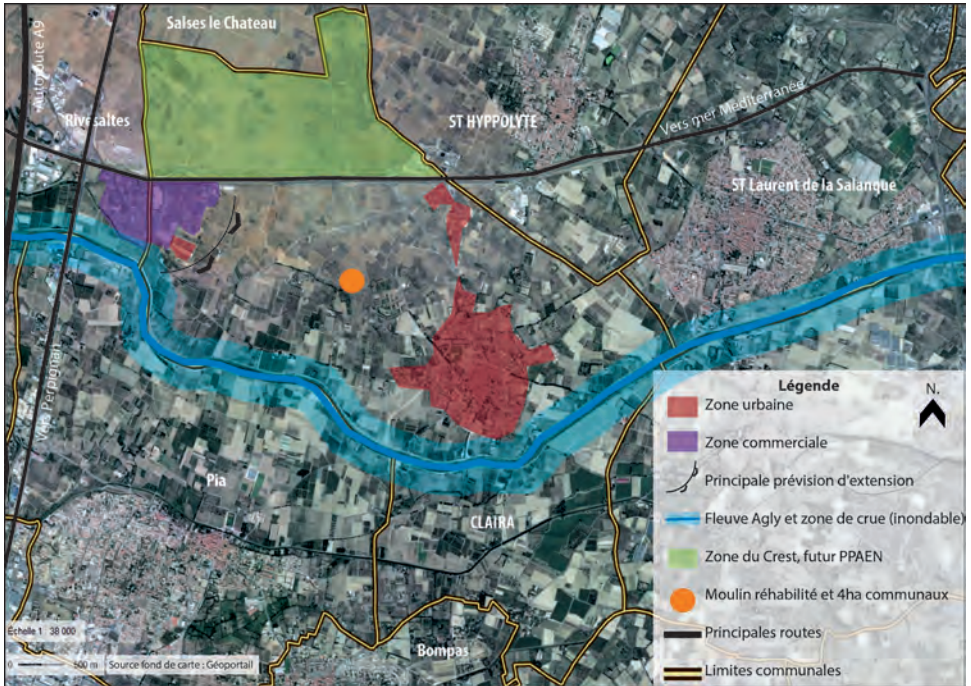 Salses le Chateau
Autoroute A9
Rivesaltes
ST HYPPOLYTE
Vers mer Méditerranée
ST Laurent de la Salanque
Vers Perpignan
Pia
CLAIRA
Bompas
Légende
N.
Zone urbaine
Zone commerciale
Principale prévision d'extension
Fleuve Agly et zone de crue (inondable)
Zone du Crest, futur PPAEN
Moulin réhabilité et 4ha communaux
Principales routes
Limites communales
Echelle 1 38 000
0 500 m
Source fond de carte : Géoportail